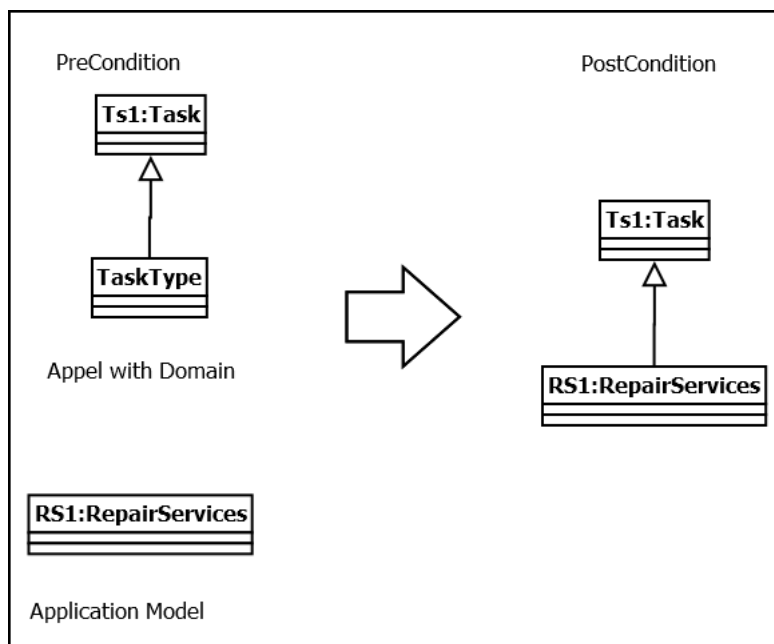 PreCondition
Ts1:Task
TaskType
Appel with Domain
RS1:RepairServices
Application Model
PostCondition
Ts1:Task
RS1:RepairServices